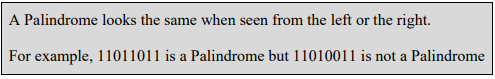 A Palindrome looks the same when seen from the left or the right.
For example, 11011011 is a Palindrome but 11010011 is not a Palindrome